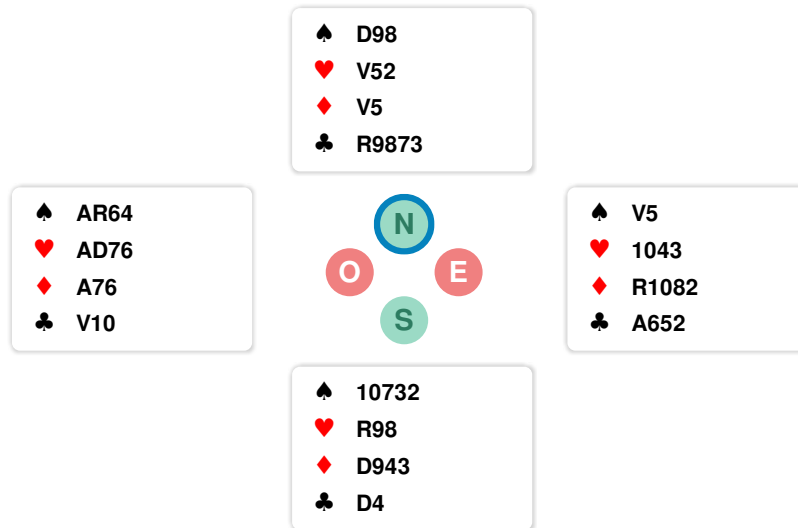 ♠ D98
♥ V52
♦ V5
♣ R9873
♠ AR64
♥ AD76
♦ A76
♣ V10
N
O E
S
♠ V5
♥ 1043
♦ R1082
♣ A652
♠ 10732
♥ R98
♦ D943
♣ D4